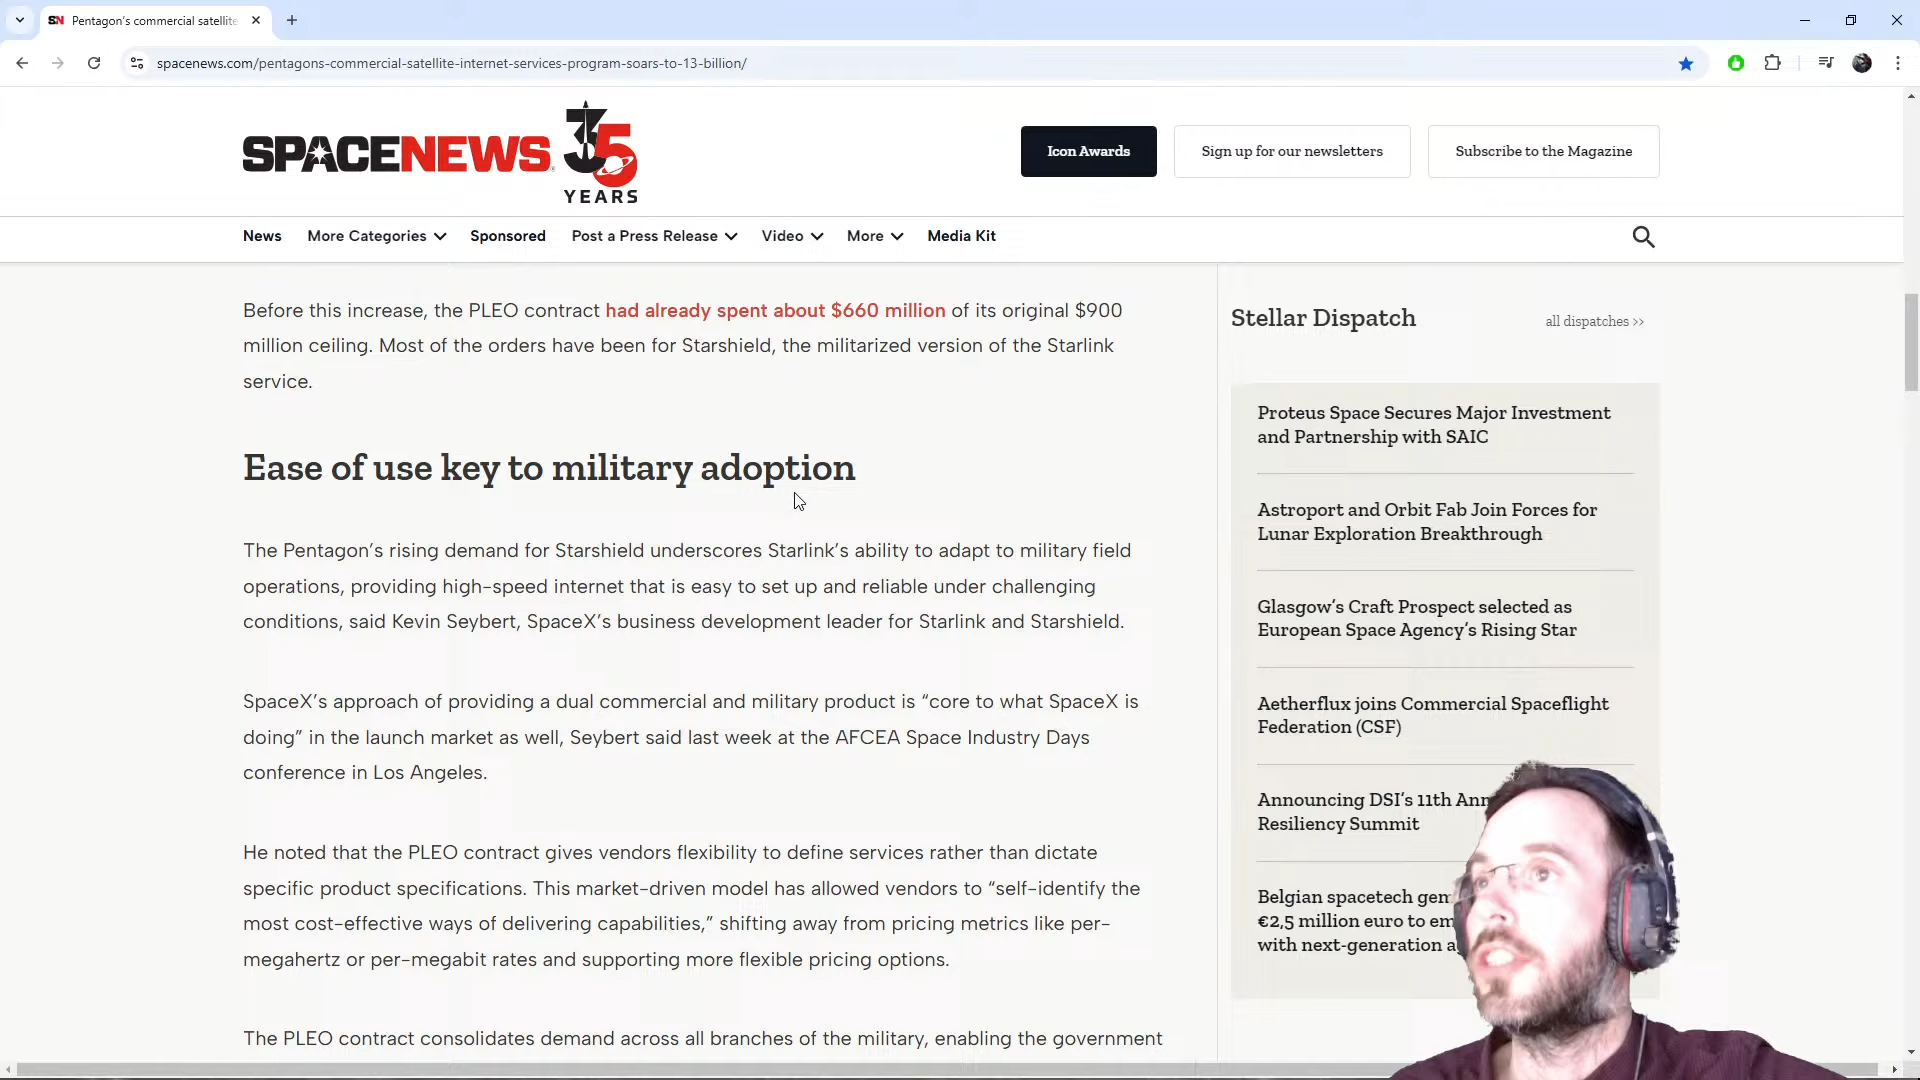 SN Pentagon's commercial satellite
spacenews.com/pentagons-commercial-satellite-internet-services-program-soars-to-13-billion/
SPACENEWS
35
YEARS
Icon Awards
Sign up for our newsletters
Subscribe to the Magazine
News
More Categories
Sponsored
Post a Press Release
Video
More
Media Kit
Before this increase, the PLEO contract had already spent about $660 million of its original $900
million ceiling. Most of the orders have been for Starshield, the militarized version of the Starlink
service.
Ease of use key to military adoption
The Pentagon's rising demand for Starshield underscores Starlink's ability to adapt to military field
operations, providing high-speed internet that is easy to set up and reliable under challenging
conditions, said Kevin Seybert, SpaceX's business development leader for Starlink and Starshield.
SpaceX's approach of providing a dual commercial and military product is “core to what SpaceX is
doing” in the launch market as well, Seybert said last week at the AFCEA Space Industry Days
conference in Los Angeles.
He noted that the PLEO contract gives vendors flexibility to define services rather than dictate
specific product specifications. This market-driven model has allowed vendors to “self-identify the
most cost-effective ways of delivering capabilities,” shifting away from pricing metrics like per-
megahertz or per-megabit rates and supporting more flexible pricing options.
The PLEO contract consolidates demand across all branches of the military, enabling the government
Stellar Dispatch
all dispatches >>
Proteus Space Secures Major Investment
and Partnership with SAIC
Astroport and Orbit Fab Join Forces for
Lunar Exploration Breakthrough
Glasgow's Craft Prospect selected as
European Space Agency's Rising Star
Aetherflux joins Commercial Spaceflight
Federation (CSF)
Announcing DSI's 11th
Resiliency Summit
Belgian spacetech
€2,5 million euro to
with next-generation